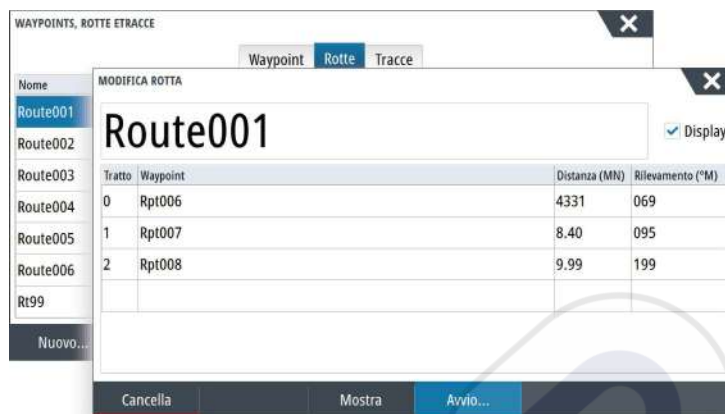 WAYPOINTS, ROTTE ETRACCE
Waypoint Rotte Tracce
Nome
Route001
Route002
Route003
Route004
Route005
Route006
Rt99
Nuovo...
MODIFICA ROTTA
Route001
Display
Tratto Waypoint Distanza (MN) Rilevamento (°M)
0 Rpt006 4331 069
1 Rpt007 8.40 095
2 Rpt008 9.99 199
Cancella Mostra Avvio...